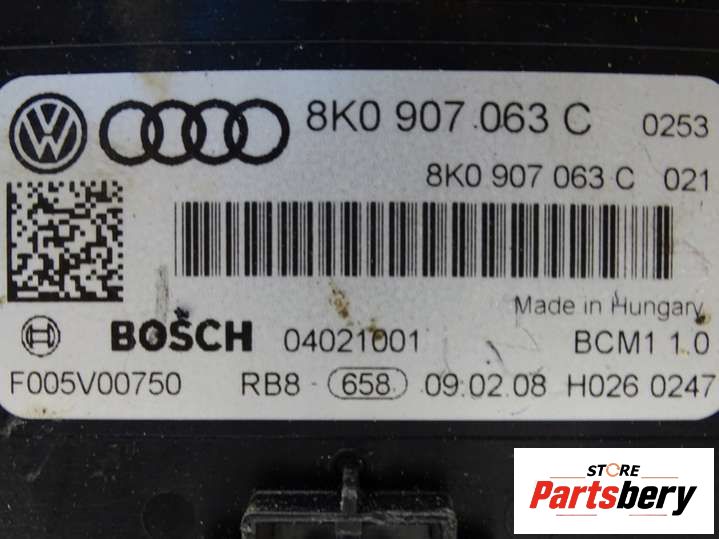 8K0 907 063 C 0253
8K0 907 063 C 021
Made in Hungary
BOSCH 04021001 BCM1 1.0
F005V00750 RB8- 658 09.02.08 H026 0247
STORE
Partsbery